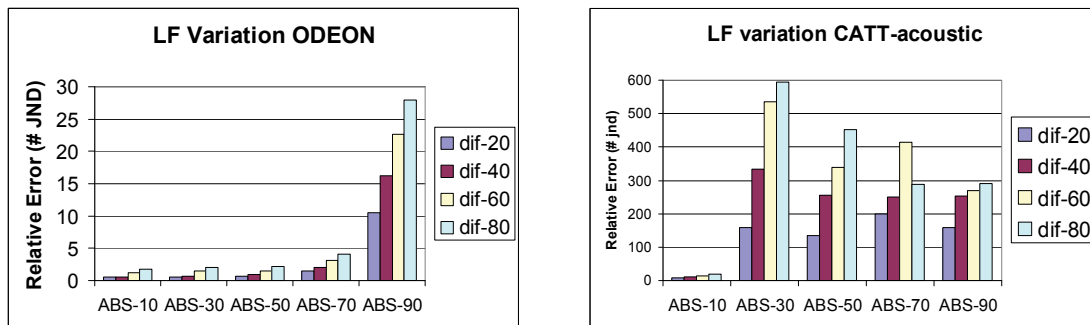 LF Variation ODEON
Relative Error (# JND)
30
25
20
15
10
5
0
ABS-10 ABS-30 ABS-50 ABS-70 ABS-90
dif-20
dif-40
dif-60
dif-80
LF variation CATT-acoustic
Relative Error (# jnd)
600
500
400
300
200
100
0
ABS-10 ABS-30 ABS-50 ABS-70 ABS-90
dif-20
dif-40
dif-60
dif-80